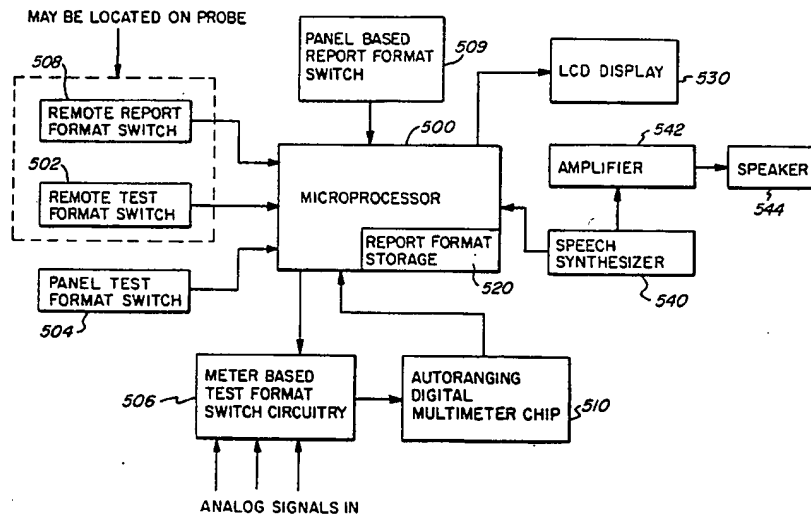 MAY BE LOCATED ON PROBE
508
REMOTE REPORT
FORMAT SWITCH
502
REMOTE TEST
FORMAT SWITCH
PANEL TEST
FORMAT SWITCH
504
PANEL BASED
REPORT FORMAT
SWITCH
509
500
MICROPROCESSOR
REPORT FORMAT
STORAGE
520
LCD DISPLAY
530
542
AMPLIFIER
SPEAKER
544
SPEECH
SYNTHESIZER
540
506
METER BASED
TEST FORMAT
SWITCH CIRCUITRY
AUTORANGING
DIGITAL
MULTIMETER CHIP
510
ANALOG SIGNALS IN